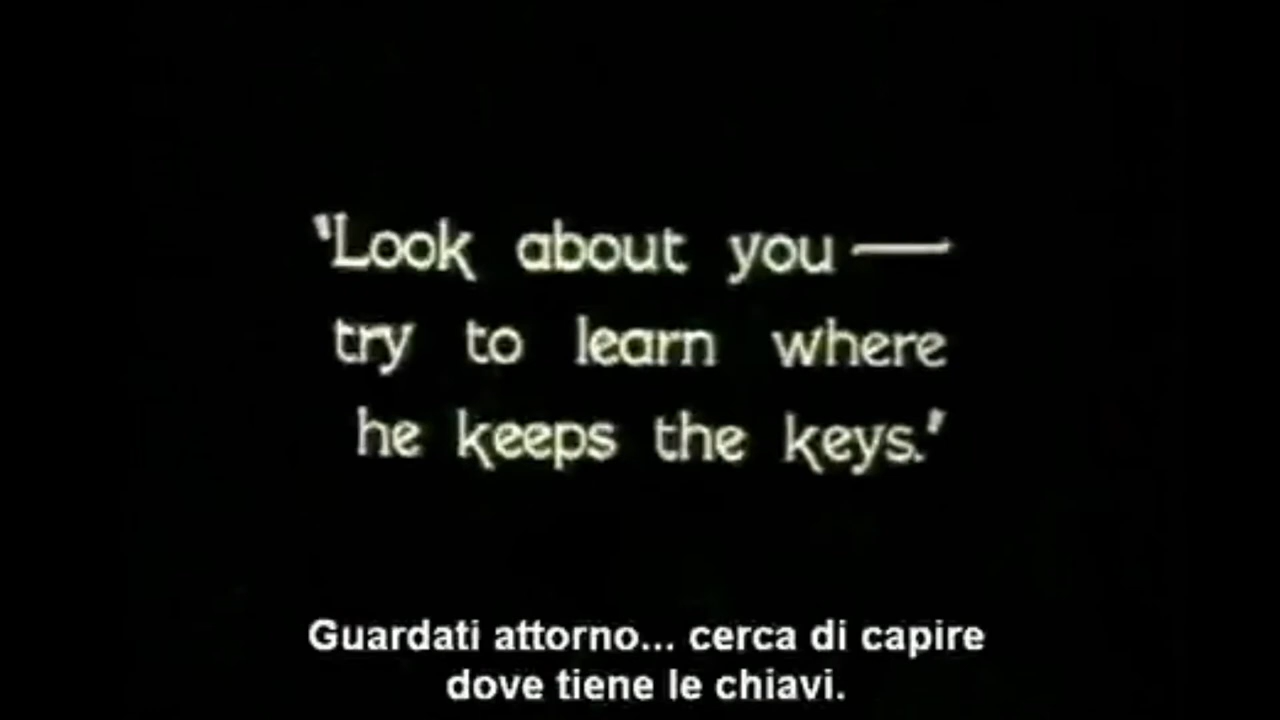 "Look about you —
try to learn where
he keeps the keys."
Guardati attorno... cerca di capire
dove tiene le chiavi.